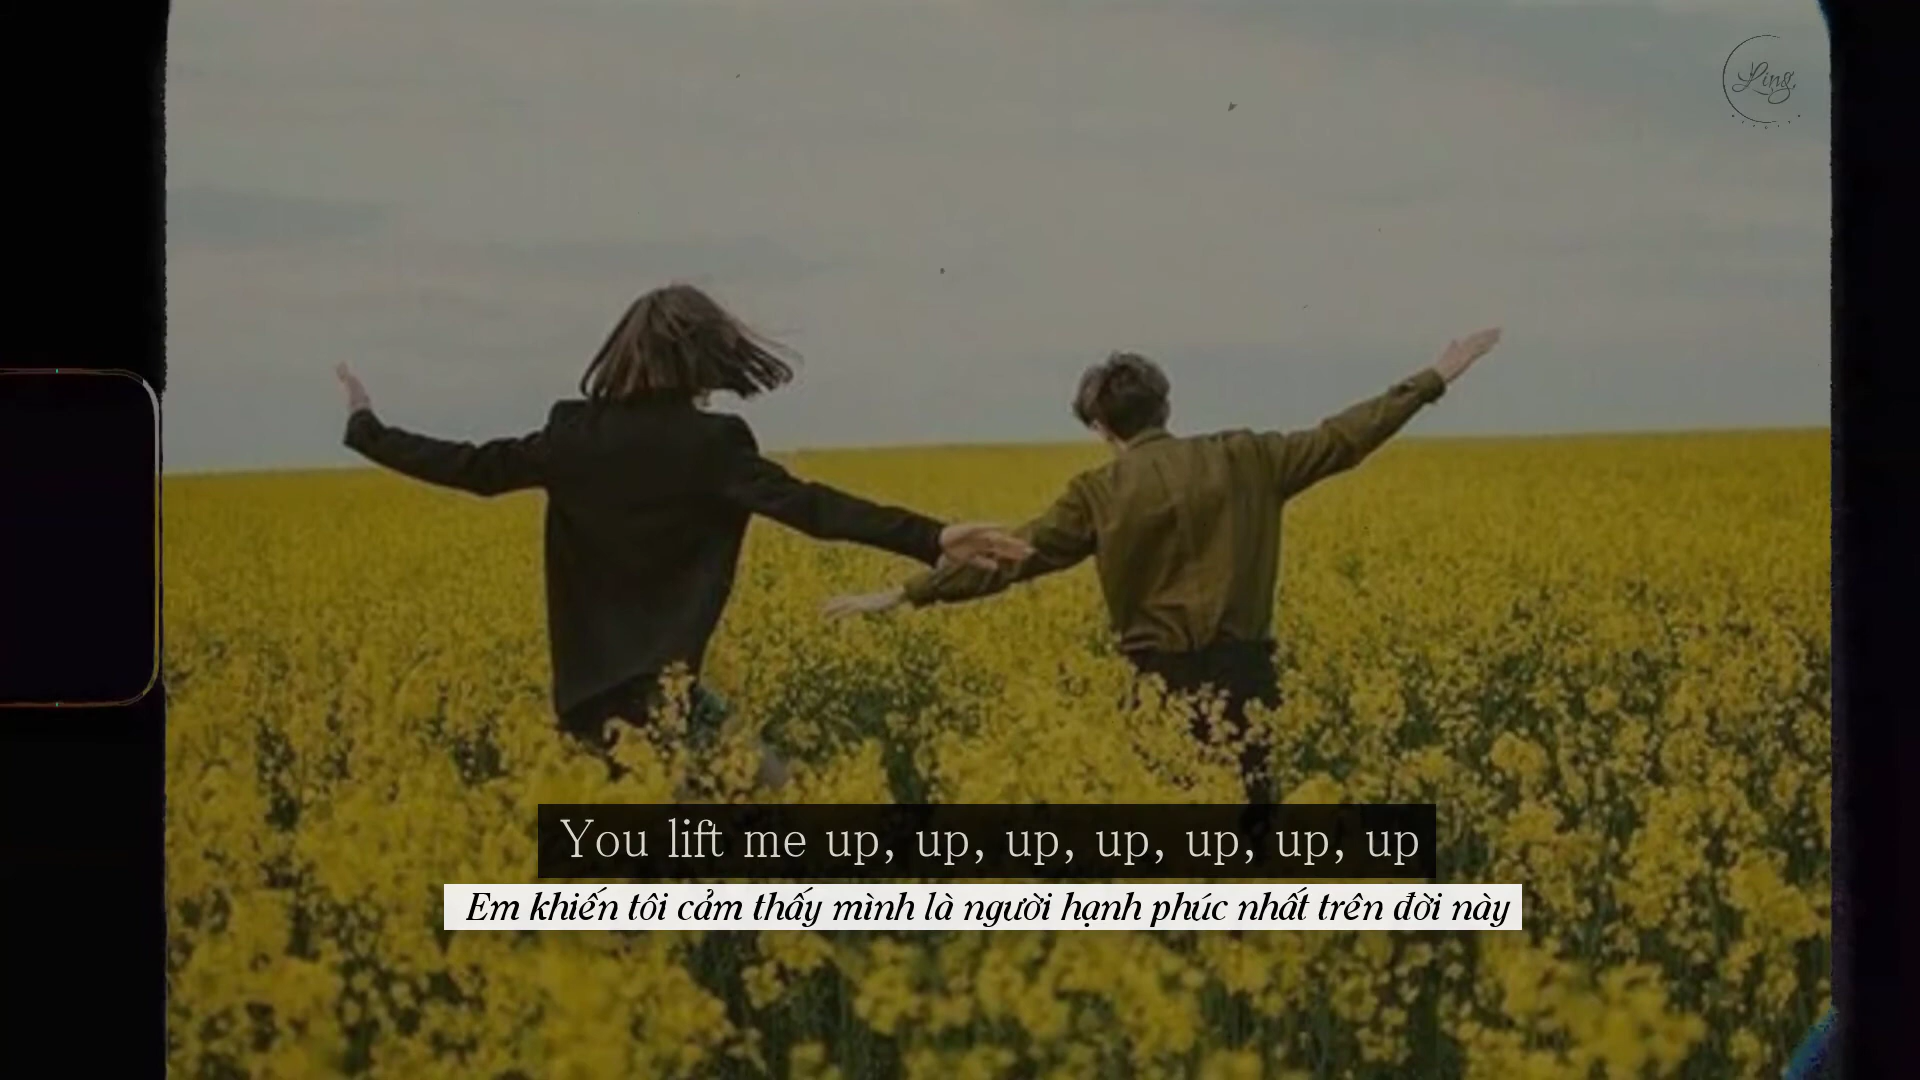 Ling
You lift me up, up, up, up, up, up, up
Em khiến tôi cảm thấy mình là người hạnh phúc nhất trên đời này